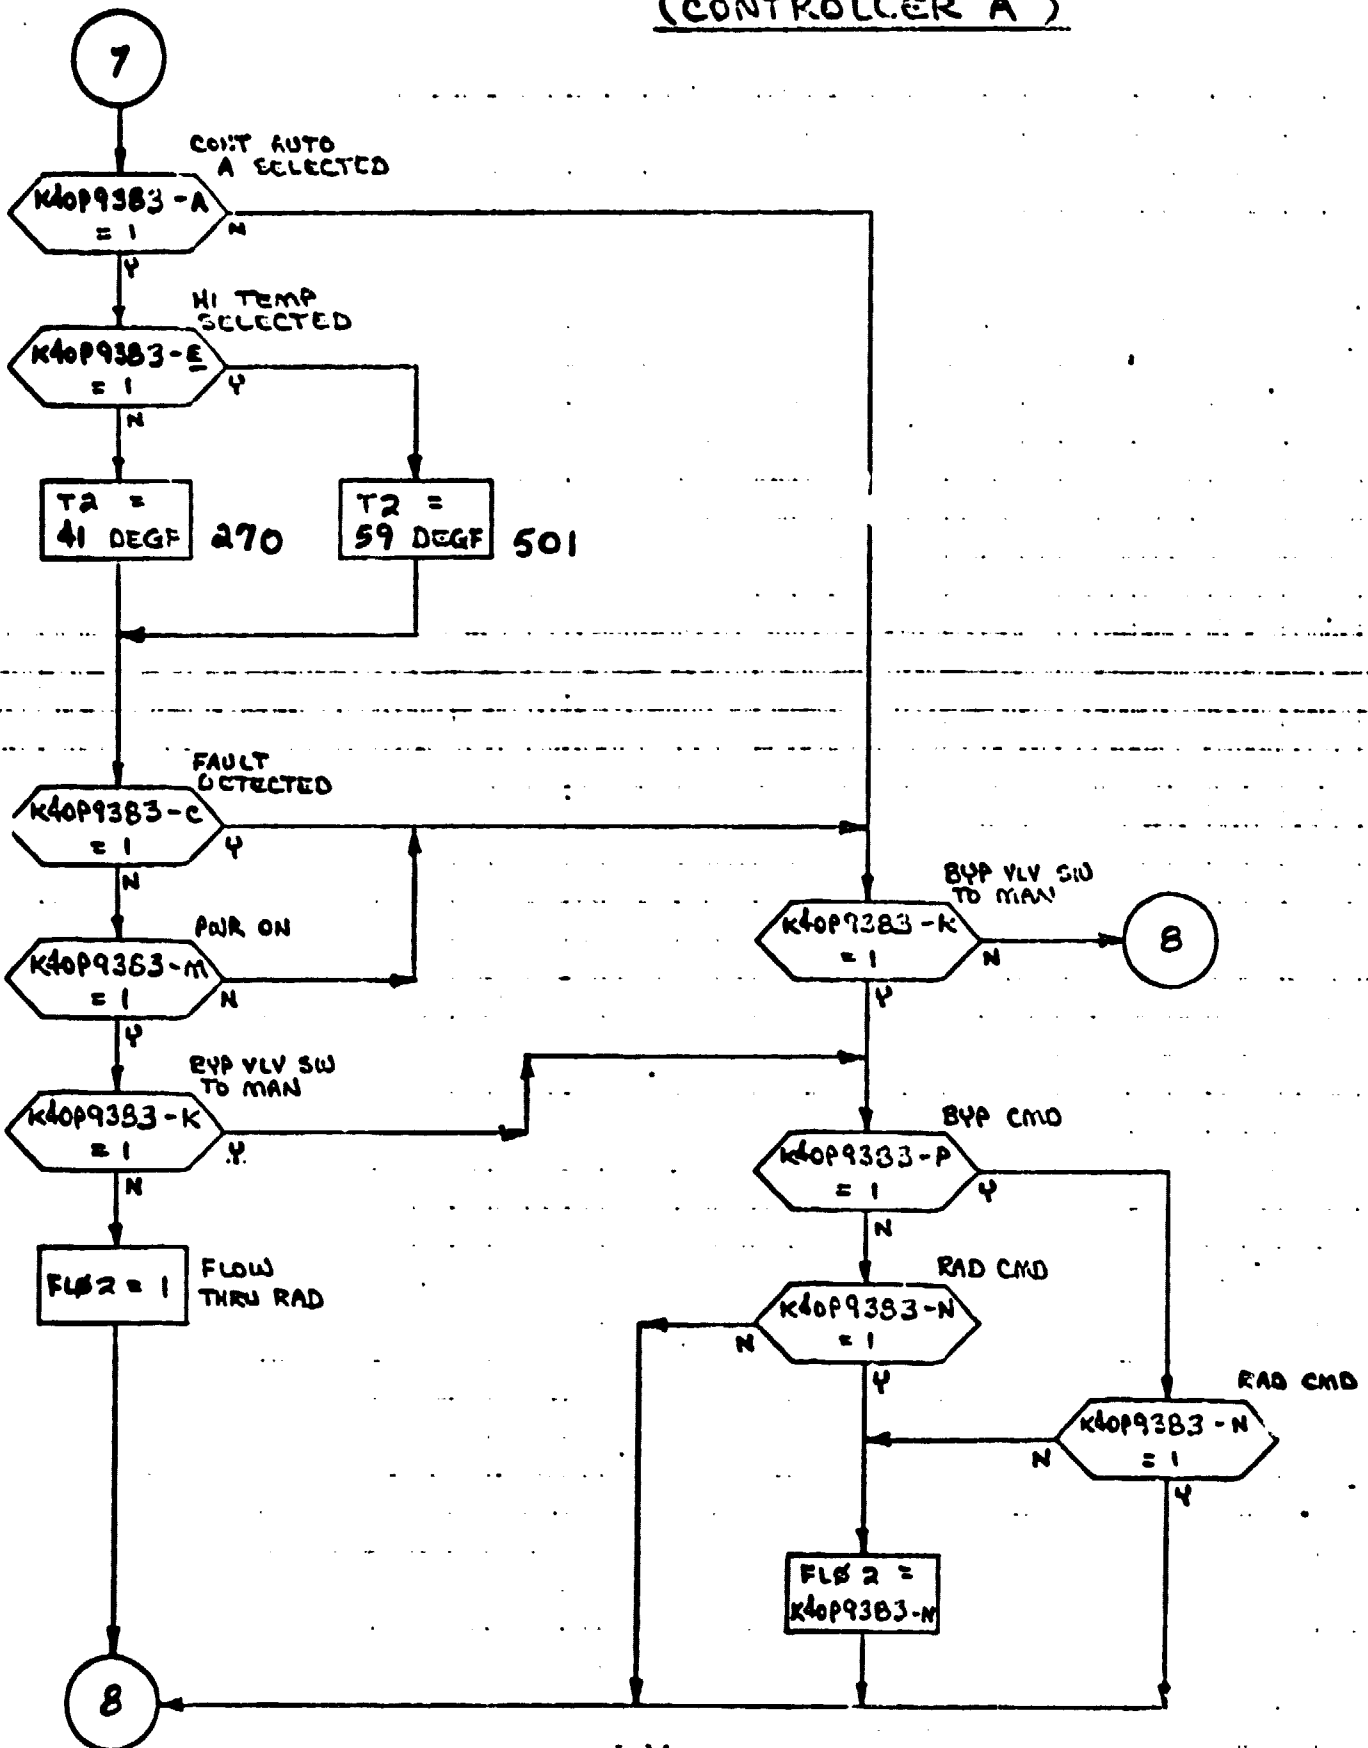 (CONTROLLER A)
7
CONT AUTO
A SELECTED
K40P9383-A
= 1
N
Y
HI TEMP
SELECTED
K40P9383-E
= 1
Y
N
T2 =
41 DEGF
270
T2 =
59 DEGF
501
FAULT
DETECTED
K40P9383-C
= 1
Y
N
PWR ON
K40P9383-M
= 1
N
Y
BYP VLV SW
TO MAN
K40P9383-K
= 1
N
Y
8
BYP VLV SW
TO MAN
K40P9383-K
= 1
Y
N
BYP CMD
K40P9383-P
= 1
Y
N
FLØ2 = 1
FLOW
THRU RAD
RAD CMD
K40P9383-N
= 1
N
Y
RAD CMD
K40P9383-N
= 1
N
Y
FLØ2 =
K40P9383-N
8